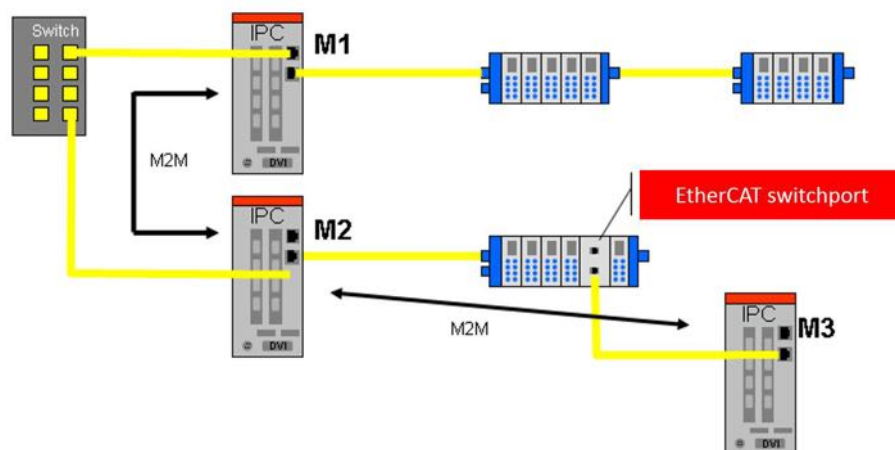 Switch
IPC
M1
DVI
M2M
EtherCAT switchport
IPC
M2
DVI
M2M
IPC
M3
DVI